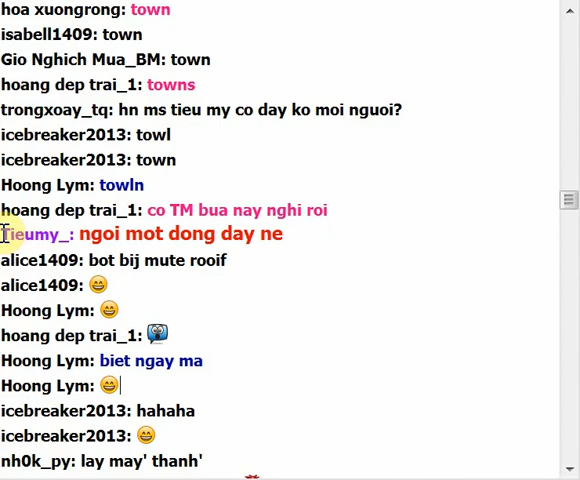 hoa xuongrong: town
isabell1409: town
Gio Nghich Mua_BM: town
hoang dep trai_1: towns
trongxoay_tq: hn ms tieu my co day ko moi nguoi?
icebreaker2013: towl
icebreaker2013: town
Hoong Lym: towln
hoang dep trai_1: co TM bua nay nghi roi
Tieumy_: ngoi mot dong day ne
alice1409: bot bij mute rooif
alice1409: 😄
Hoong Lym: 😄
hoang dep trai_1:
Hoong Lym: biet ngay ma
Hoong Lym: 😄
icebreaker2013: hahaha
icebreaker2013: 😄
nh0k_py: lay may' thanh'